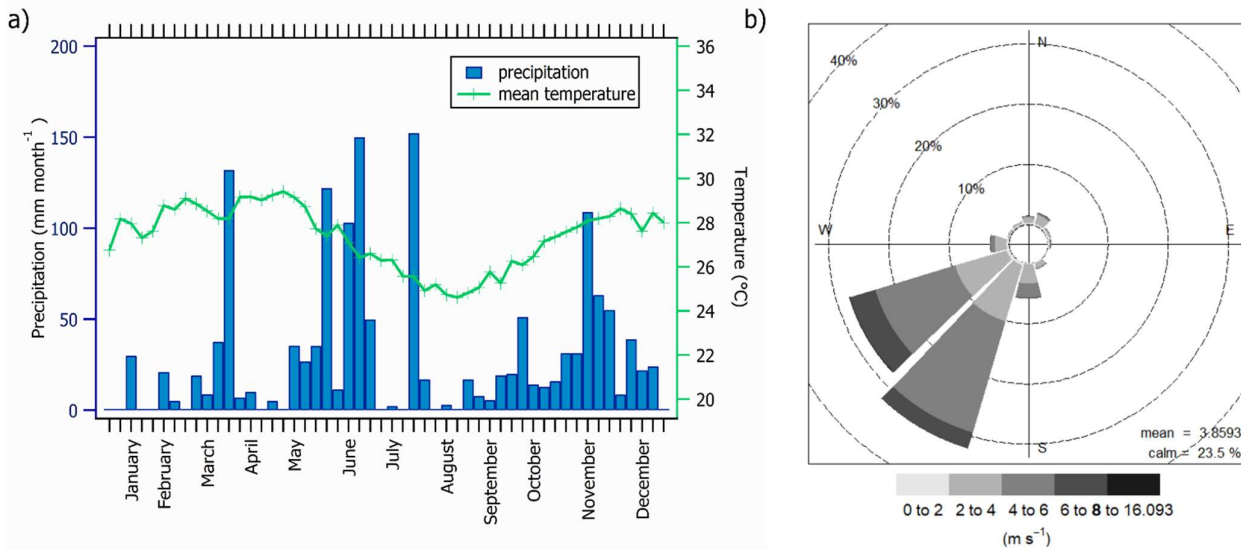 a)
200
150
100
50
0
Precipitation (mm month⁻¹)
precipitation
mean temperature
36
34
32
30
28
26
24
22
20
Temperature (°C)
January
February
March
April
May
June
July
August
September
October
November
December
b)
N
E
S
W
40%
30%
20%
10%
mean = 3.8593
calm = 23.5 %
0 to 2 2 to 4 4 to 6 6 to 8 to 16.093
(m s⁻¹)